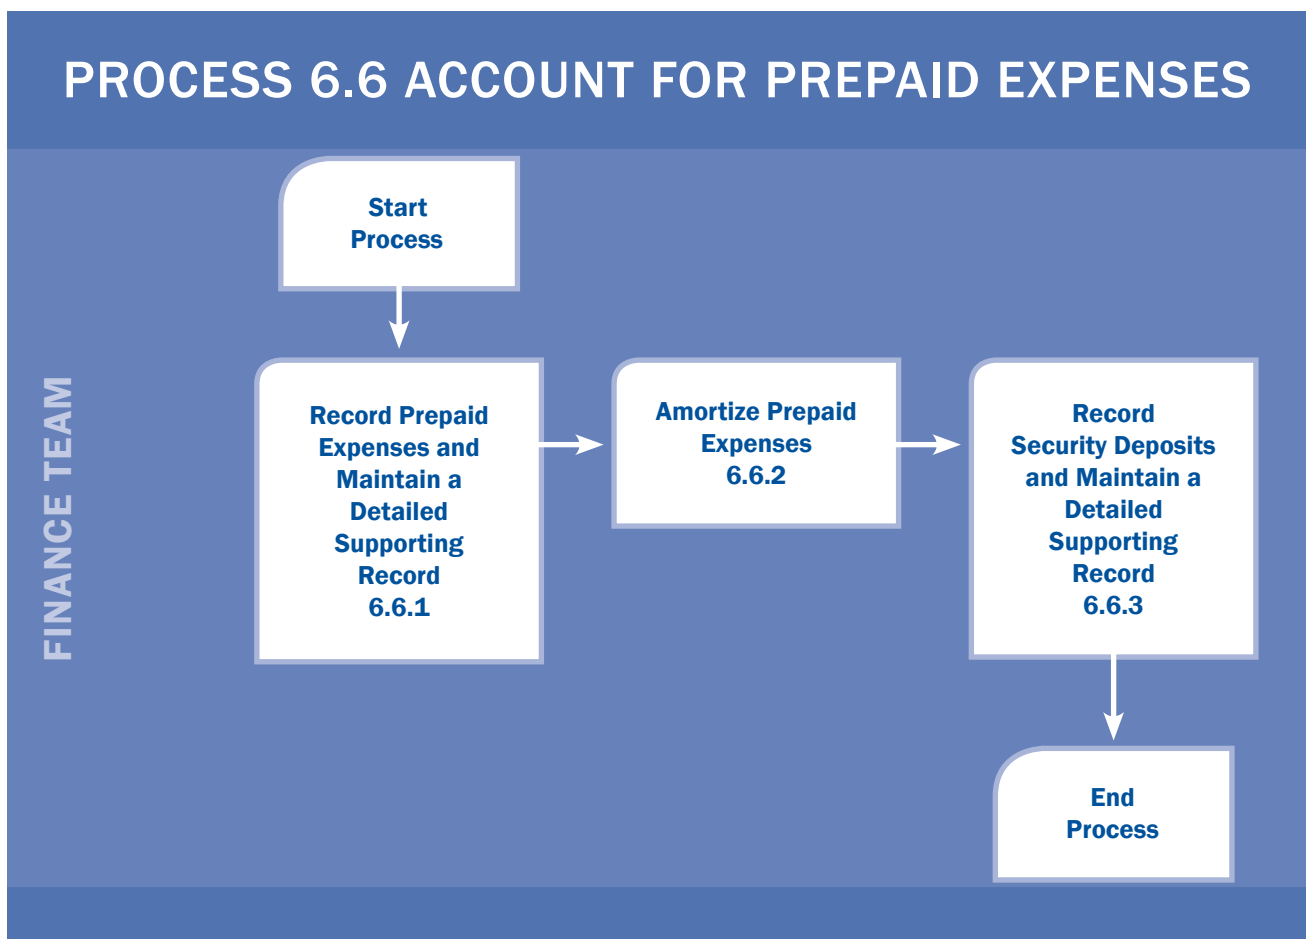 PROCESS 6.6 ACCOUNT FOR PREPAID EXPENSES
FINANCE TEAM
Start
Process
Record Prepaid
Expenses and
Maintain a
Detailed
Supporting
Record
6.6.1
Amortize Prepaid
Expenses
6.6.2
Record
Security Deposits
and Maintain a
Detailed
Supporting
Record
6.6.3
End
Process